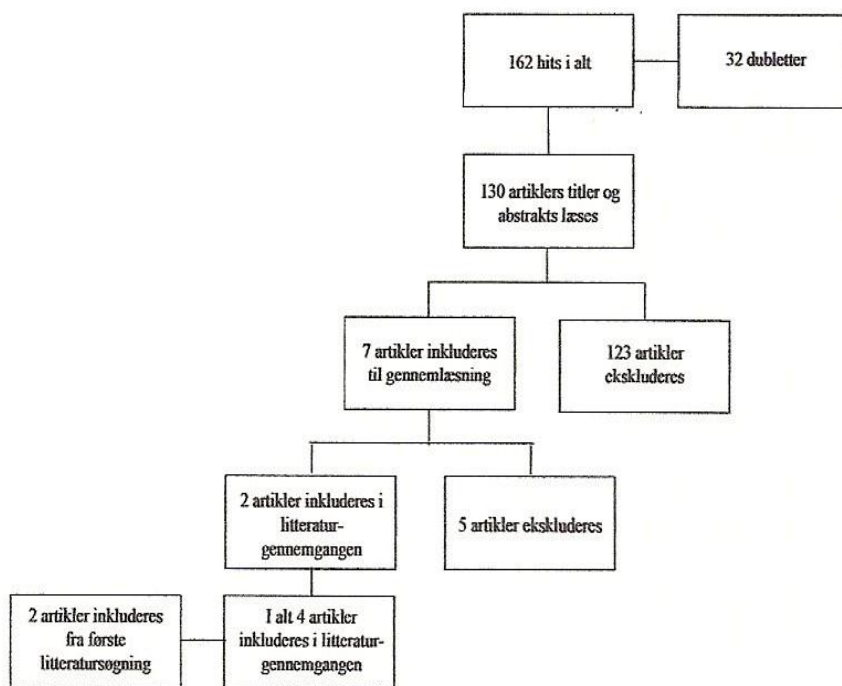 162 hits i alt
32 dubletter
130 artiklers titler og
abstrakts læses
7 artikler inkluderes
til gennemlæsning
123 artikler
ekskluderes
2 artikler inkluderes i
litteratur-
gennemgangen
5 artikler ekskluderes
2 artikler inkluderes
fra første
litteratursøgning
I alt 4 artikler
inkluderes i litteratur-
gennemgangen